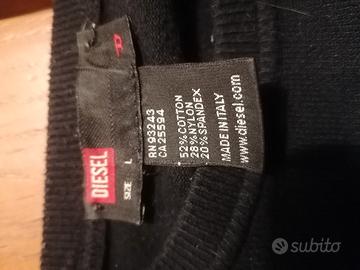 DIESEL
SIZE L
RN 93243
CA 25594
52% COTTON
28% NYLON
20% SPANDEX
MADE IN ITALY
www.diesel.com
subito